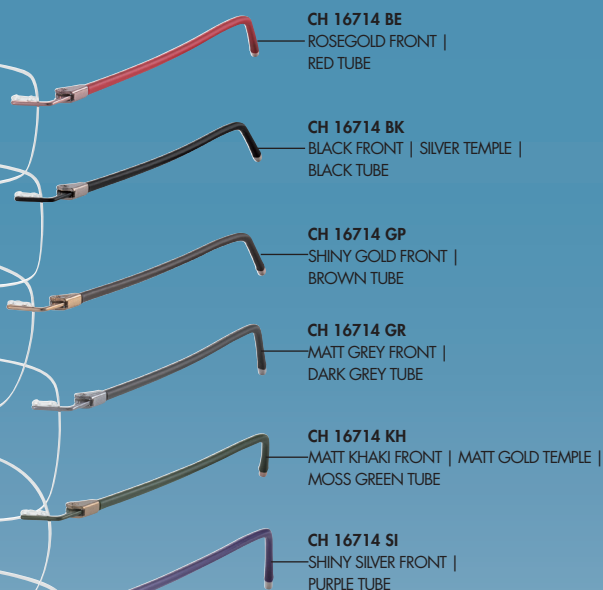 CH 16714 BE
ROSEGOLD FRONT |
RED TUBE
CH 16714 BK
BLACK FRONT | SILVER TEMPLE |
BLACK TUBE
CH 16714 GP
SHINY GOLD FRONT |
BROWN TUBE
CH 16714 GR
MATT GREY FRONT |
DARK GREY TUBE
CH 16714 KH
MATT KHAKI FRONT | MATT GOLD TEMPLE |
MOSS GREEN TUBE
CH 16714 SI
SHINY SILVER FRONT |
PURPLE TUBE